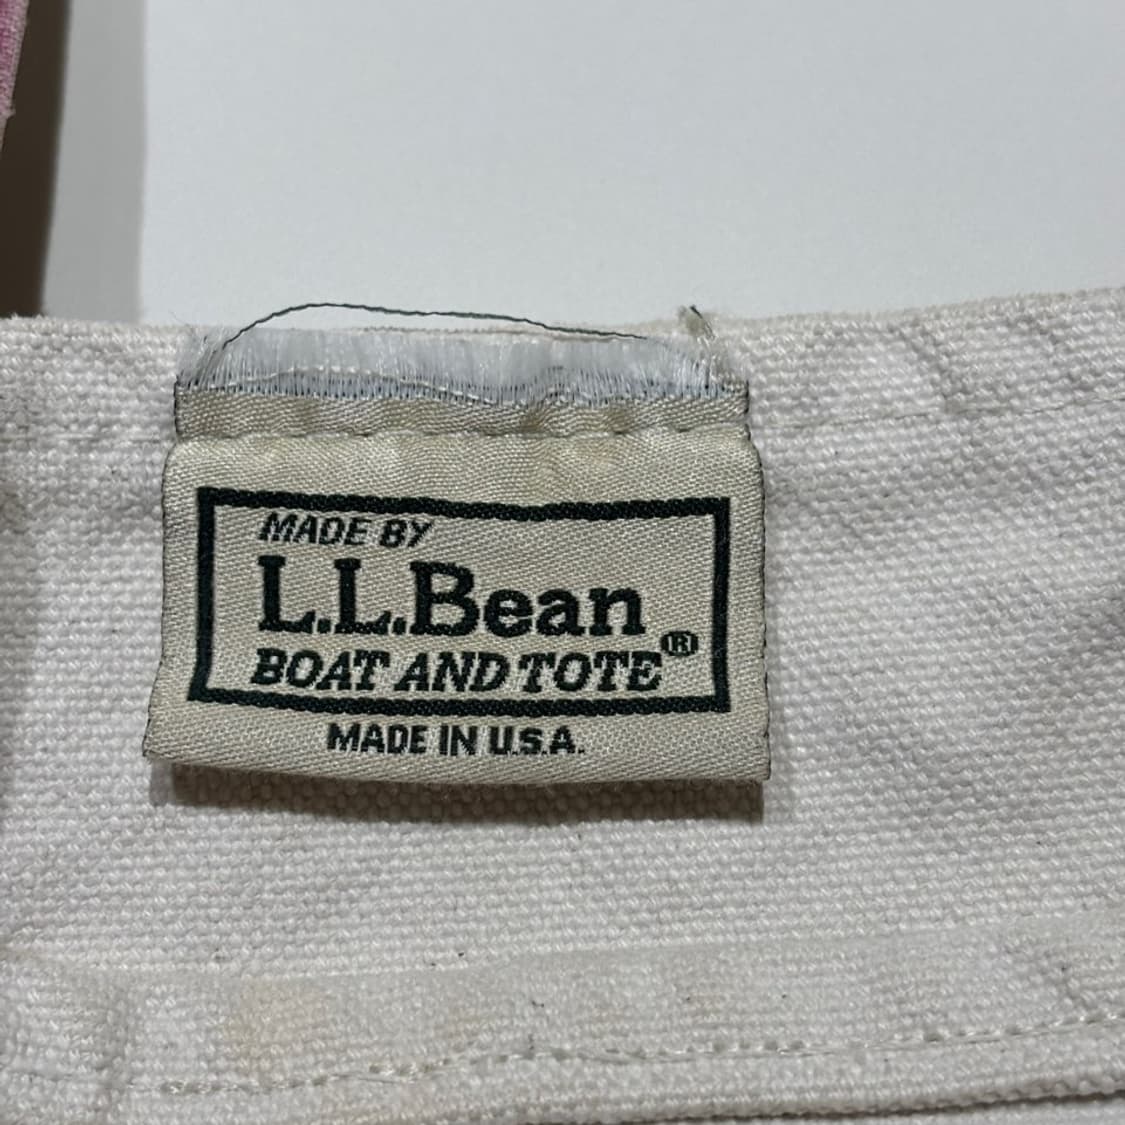 MADE BY
L.L.Bean
BOAT AND TOTE®
MADE IN U.S.A.